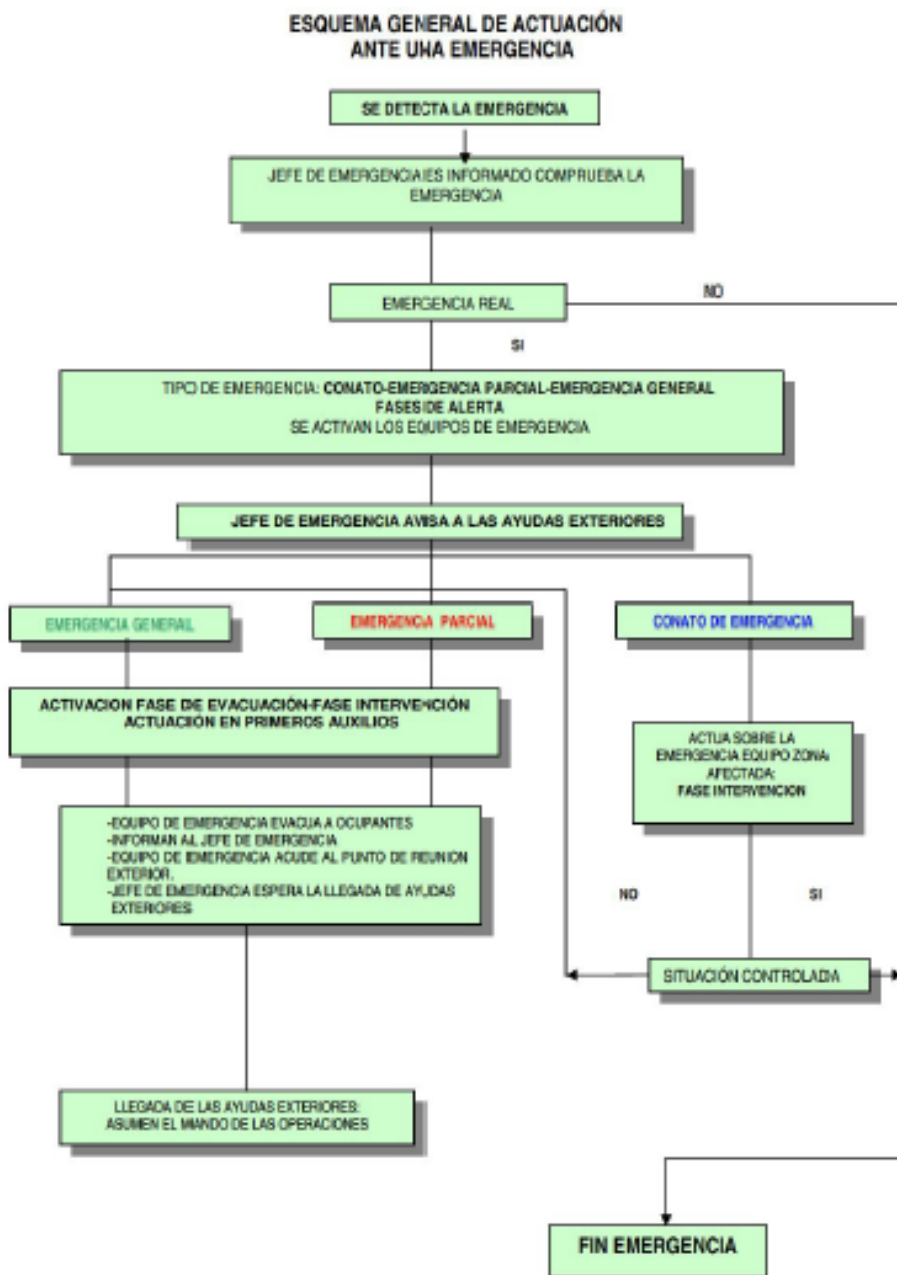 ESQUEMA GENERAL DE ACTUACIÓN
ANTE UNA EMERGENCIA
SE DETECTA LA EMERGENCIA
JEFE DE EMERGENCIAES INFORMADO COMPRUEBA LA
EMERGENCIA
EMERGENCIA REAL
NO
SI
TIPO DE EMERGENCIA: CONATO-EMERGENCIA PARCIAL-EMERGENCIA GENERAL
FASES DE ALERTA
SE ACTIVAN LOS EQUIPOS DE EMERGENCIA
JEFE DE EMERGENCIA AVISA A LAS AYUDAS EXTERIORES
EMERGENCIA GENERAL
EMERGENCIA PARCIAL
CONATO DE EMERGENCIA
ACTIVACION FASE DE EVACUACIÓN-FASE INTERVENCIÓN
ACTUACIÓN EN PRIMEROS AUXILIOS
ACTUA SOBRE LA
EMERGENCIA EQUIPO ZONA
AFECTADA:
FASE INTERVENCION
-EQUIPO DE EMERGENCIA EVACUA A OCUPANTES
-INFORMAN AL JEFE DE EMERGENCIA
-EQUIPO DE EMERGENCIA ACUDE AL PUNTO DE REUNION
EXTERIOR.
-JEFE DE EMERGENCIA ESPERA LA LLEGADA DE AYUDAS
EXTERIORES
NO
SI
SITUACIÓN CONTROLADA
LLEGADA DE LAS AYUDAS EXTERIORES:
ASUMEN EL MANDO DE LAS OPERACIONES
FIN EMERGENCIA